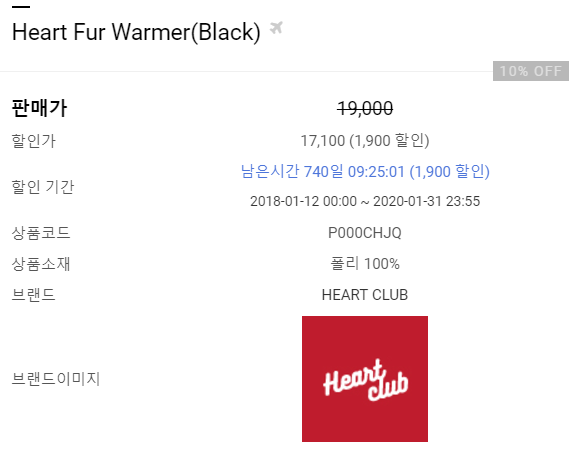 Heart Fur Warmer(Black)
10% OFF
판매가 19,000
할인가 17,100 (1,900 할인)
할인 기간 남은시간 740일 09:25:01 (1,900 할인)
2018-01-12 00:00 ~ 2020-01-31 23:55
상품코드 P000CHJQ
상품소재 폴리 100%
브랜드 HEART CLUB
브랜드이미지
Heart
club